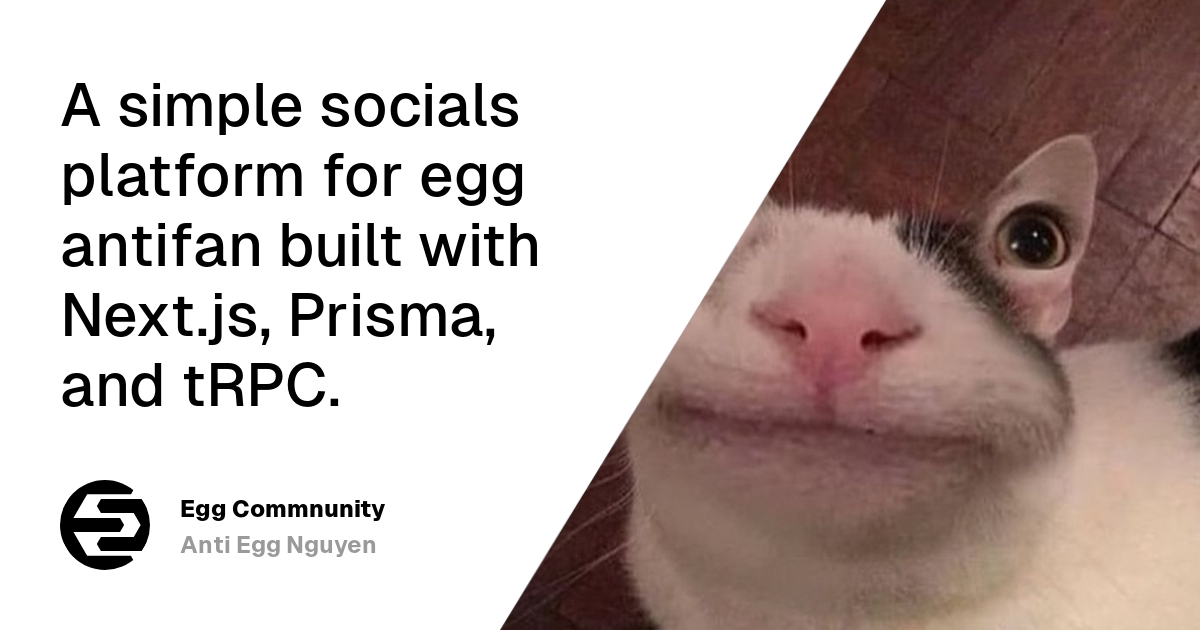 A simple socials
platform for egg
antifan built with
Next.js, Prisma,
and tRPC.
Egg Commnunity
Anti Egg Nguyen